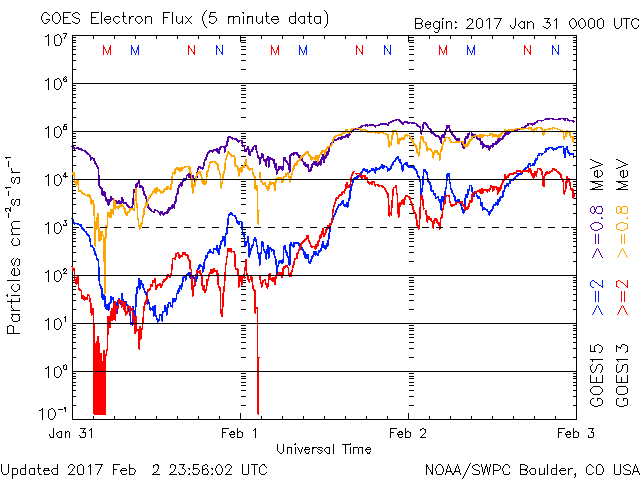 GOES Electron Flux (5 minute data)
Begin: 2017 Jan 31 0000 UTC
M M N N M M N N M M N N
10⁷
10⁶
10⁵
10⁴
10³
10²
10¹
10⁰
10⁻¹
Particles cm⁻²s⁻¹sr⁻¹
Jan 31 Feb 1 Feb 2 Feb 3
Universal Time
GOES15 >=2 >=0.8 MeV
GOES13 >=2 >=0.8 MeV
Updated 2017 Feb 2 23:56:02 UTC
NOAA/SWPC Boulder, CO USA